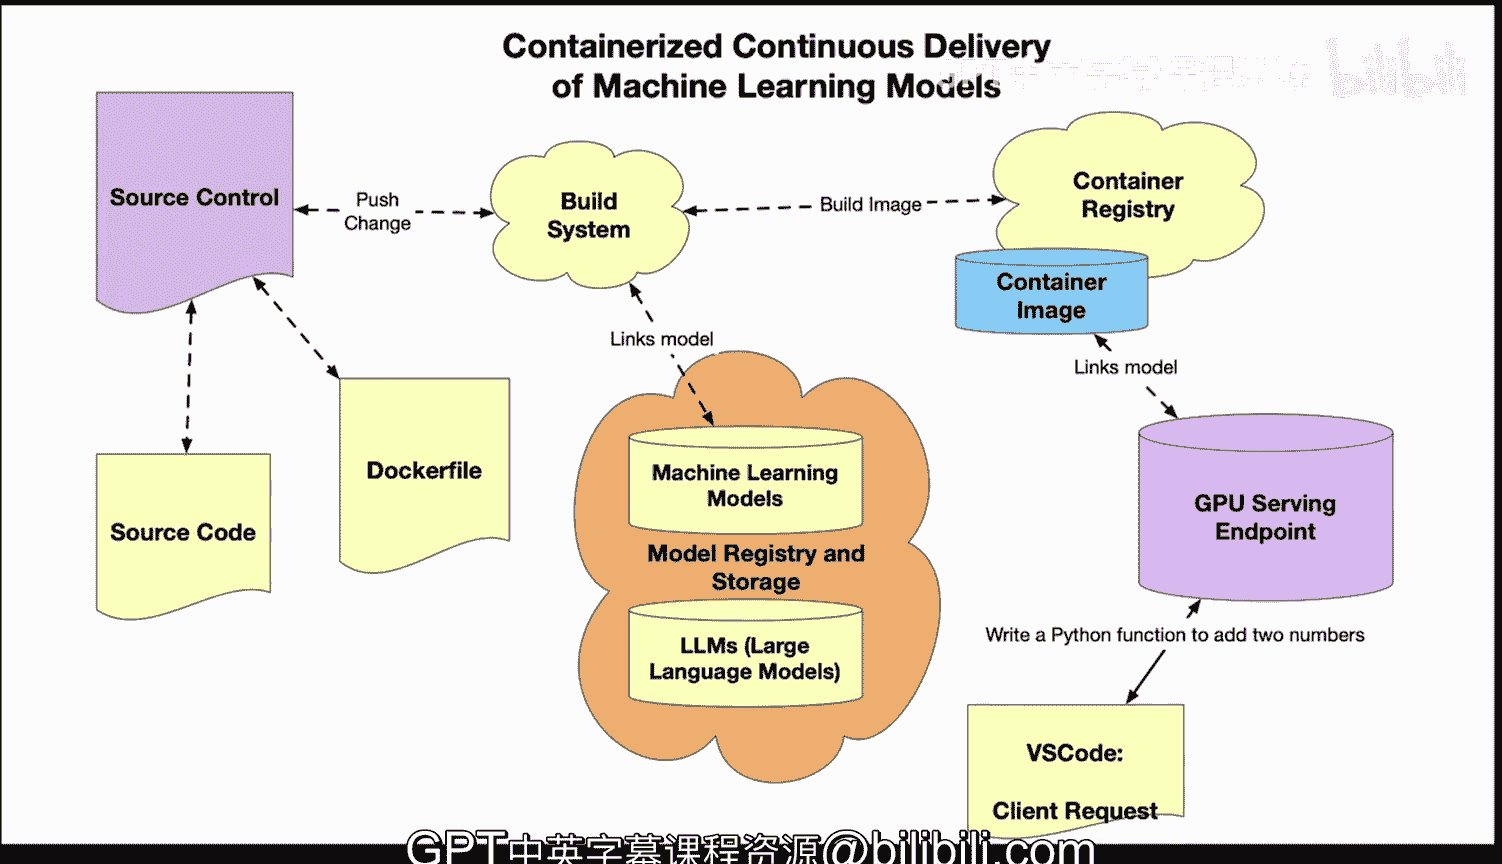 Containerized Continuous Delivery
of Machine Learning Models
bilibili
Source Control
Push
Change
Build
System
Build Image
Container
Registry
Container
Image
Links model
Links model
Source Code
Dockerfile
Machine Learning
Models
Model Registry and
Storage
LLMs (Large
Language Models)
GPU Serving
Endpoint
Write a Python function to add two numbers
VSCode:
Client Request
GPT中英字幕课程资源@bilibili.com